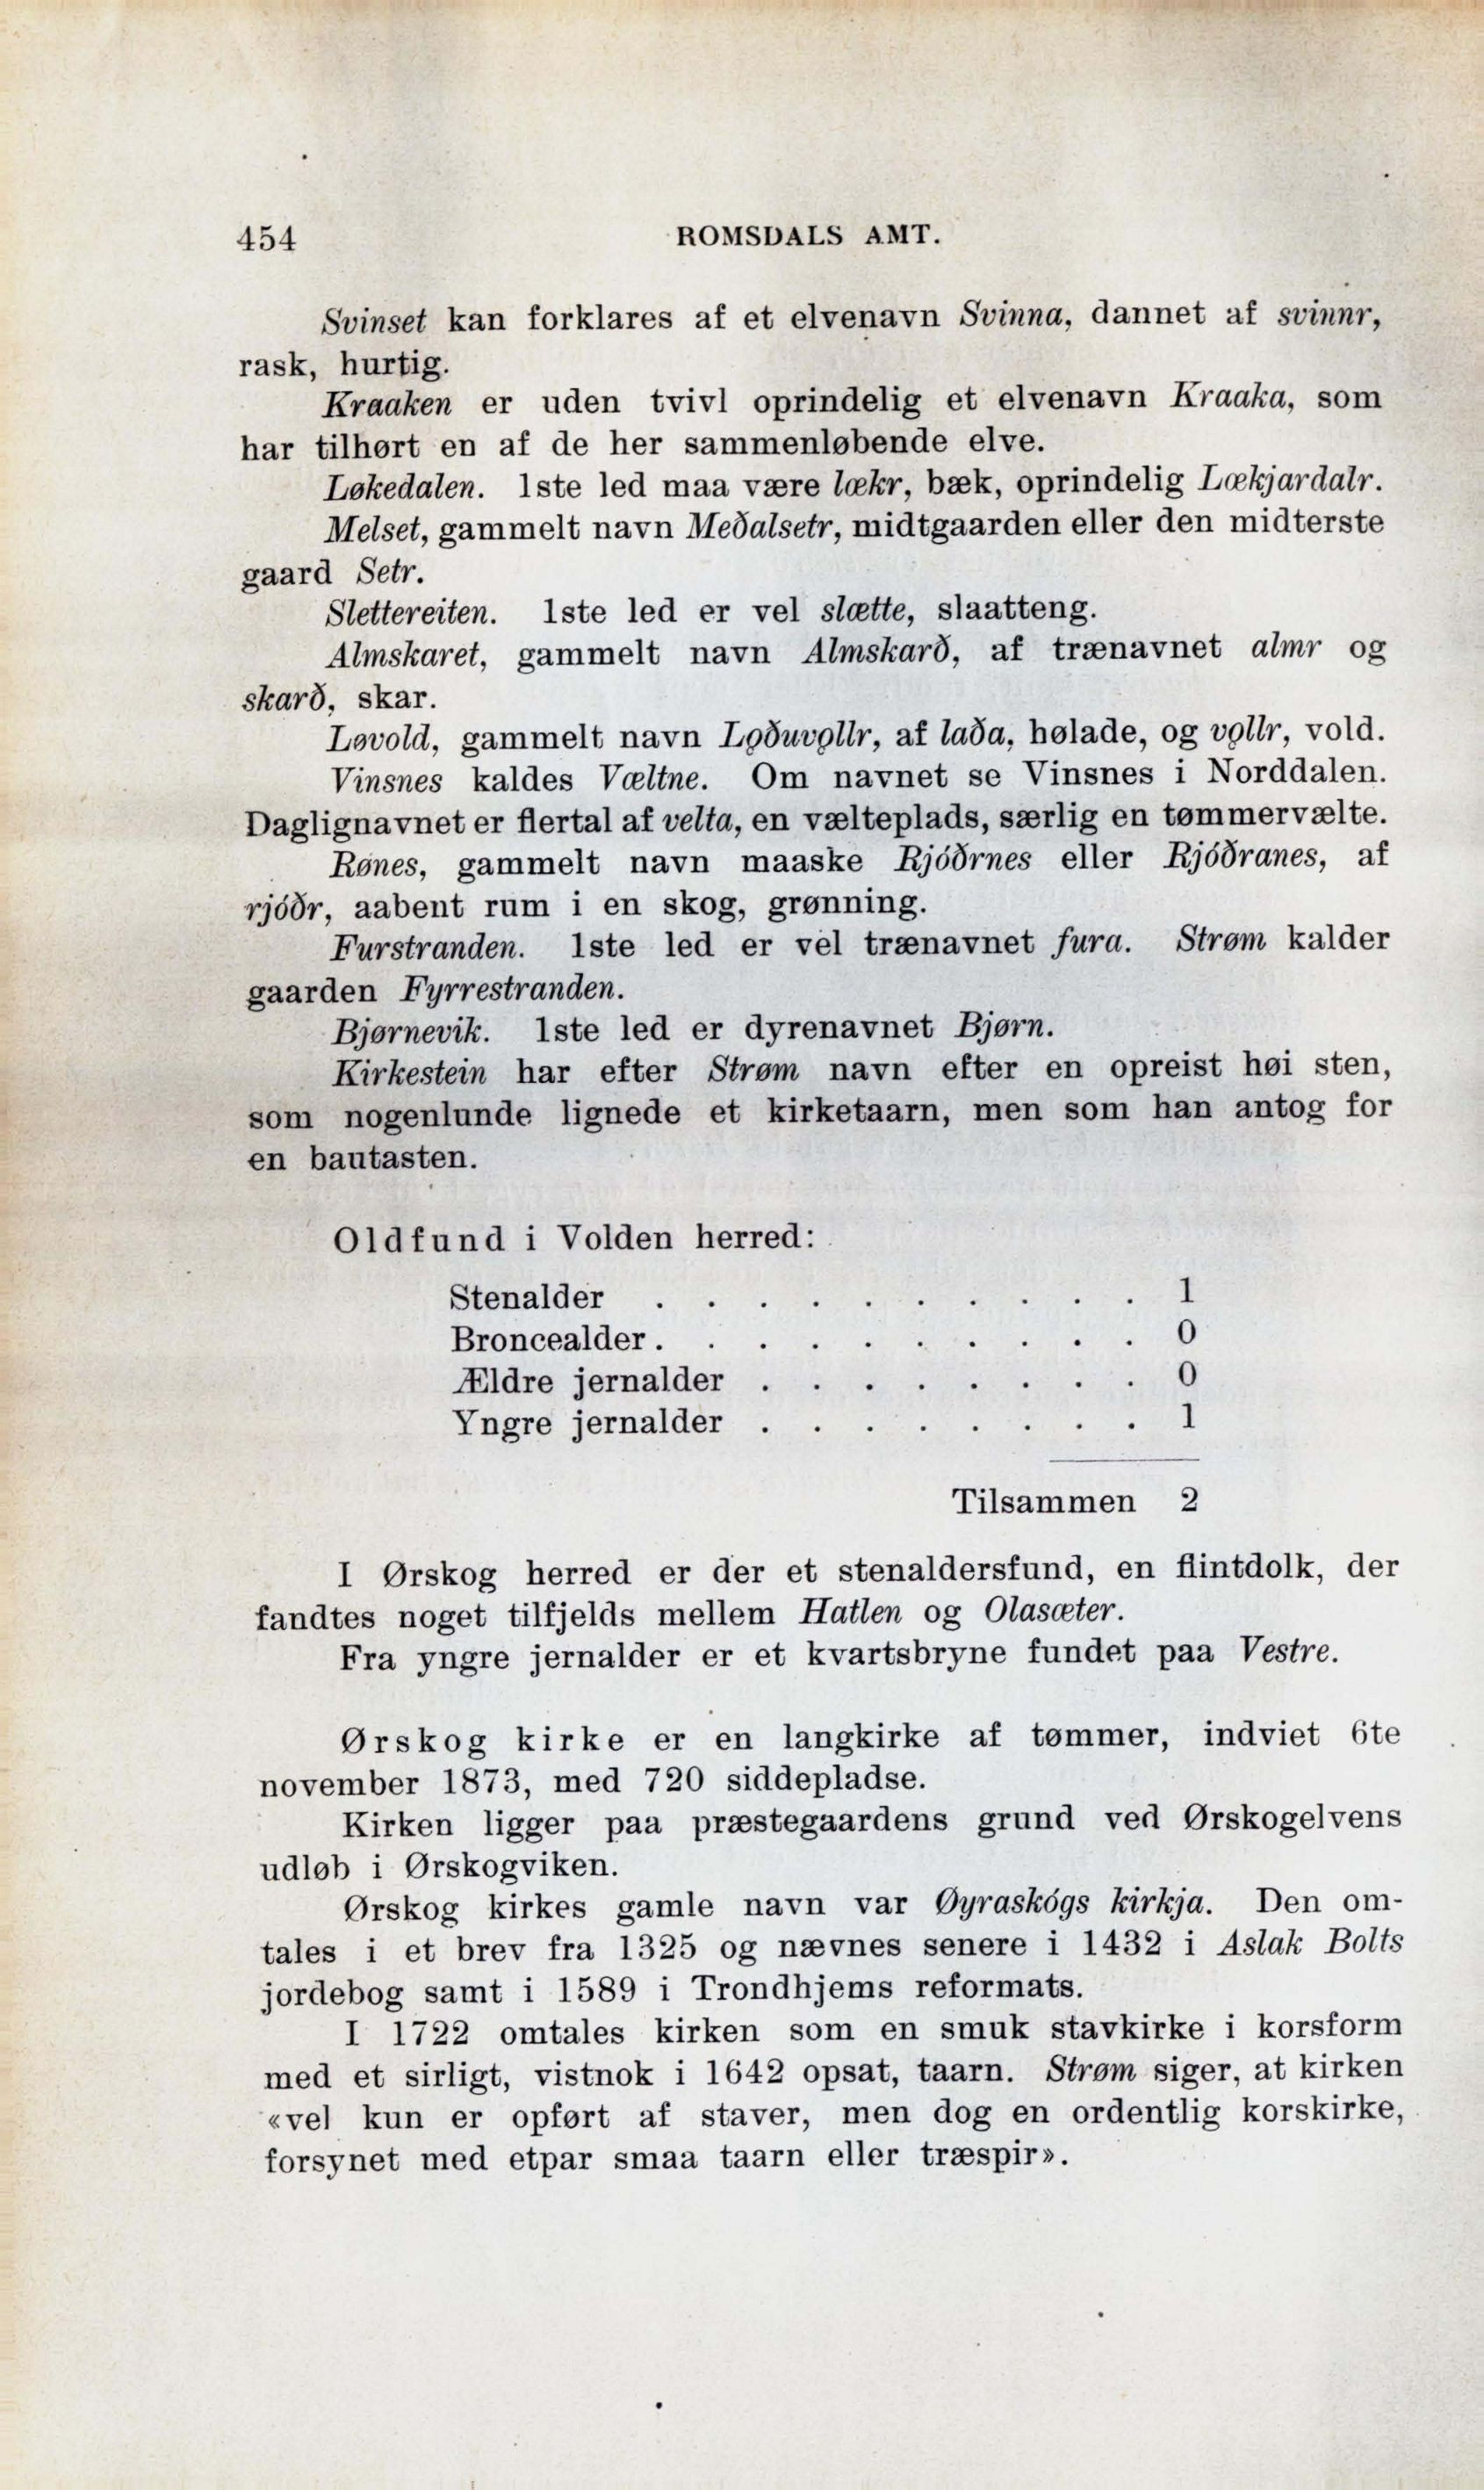 454 ROMSDALS AMT.
Svinset kan forklares af et elvenavn Svinna, dannet af svinnr,
rask, hurtig.
Kraaken er uden tvivl oprindelig et elvenavn Kraaka, som
har tilhørt en af de her sammenløbende elve.
Løkedalen. 1ste led maa være lækr, bæk, oprindelig Lækjardalr.
Melset, gammelt navn Meðalsetr, midtgaarden eller den midterste
gaard Setr.
Slettereiten. 1ste led er vel slætte, slaatteng.
Almskaret, gammelt navn Almskarð, af trænavnet almr og
skarð, skar.
Løvold, gammelt navn Lǫðuvǫllr, af laða, hølade, og vǫllr, vold.
Vinsnes kaldes Væltne. Om navnet se Vinsnes i Norddalen.
Daglignavnet er flertal af velta, en vælteplads, særlig en tømmervælte.
Rønes, gammelt navn maaske Rjóðrnes eller Rjóðranes, af
rjóðr, aabent rum i en skog, grønning.
Furstranden. 1ste led er vel trænavnet fura. Strøm kalder
gaarden Fyrrestranden.
Bjørnevik. 1ste led er dyrenavnet Bjørn.
Kirkestein har efter Strøm navn efter en opreist høi sten,
som nogenlunde lignede et kirketaarn, men som han antog for
en bautasten.
Oldfund i Volden herred:
Stenalder . . . . . . . . . . 1
Broncealder . . . . . . . . . . 0
Ældre jernalder . . . . . . . . 0
Yngre jernalder . . . . . . . . 1
Tilsammen 2
I Ørskog herred er der et stenaldersfund, en flintdolk, der
fandtes noget tilfjelds mellem Hatlen og Olasæter.
Fra yngre jernalder er et kvartsbryne fundet paa Vestre.
Ørskog kirke er en langkirke af tømmer, indviet 6te
november 1873, med 720 siddepladse.
Kirken ligger paa præstegaardens grund ved Ørskogelvens
udløb i Ørskogviken.
Ørskog kirkes gamle navn var Øyraskógs kirkja. Den om-
tales i et brev fra 1325 og nævnes senere i 1432 i Aslak Bolts
jordebog samt i 1589 i Trondhjems reformats.
I 1722 omtales kirken som en smuk stavkirke i korsform
med et sirligt, vistnok i 1642 opsat, taarn. Strøm siger, at kirken
«vel kun er opført af staver, men dog en ordentlig korskirke,
forsynet med etpar smaa taarn eller træspir».